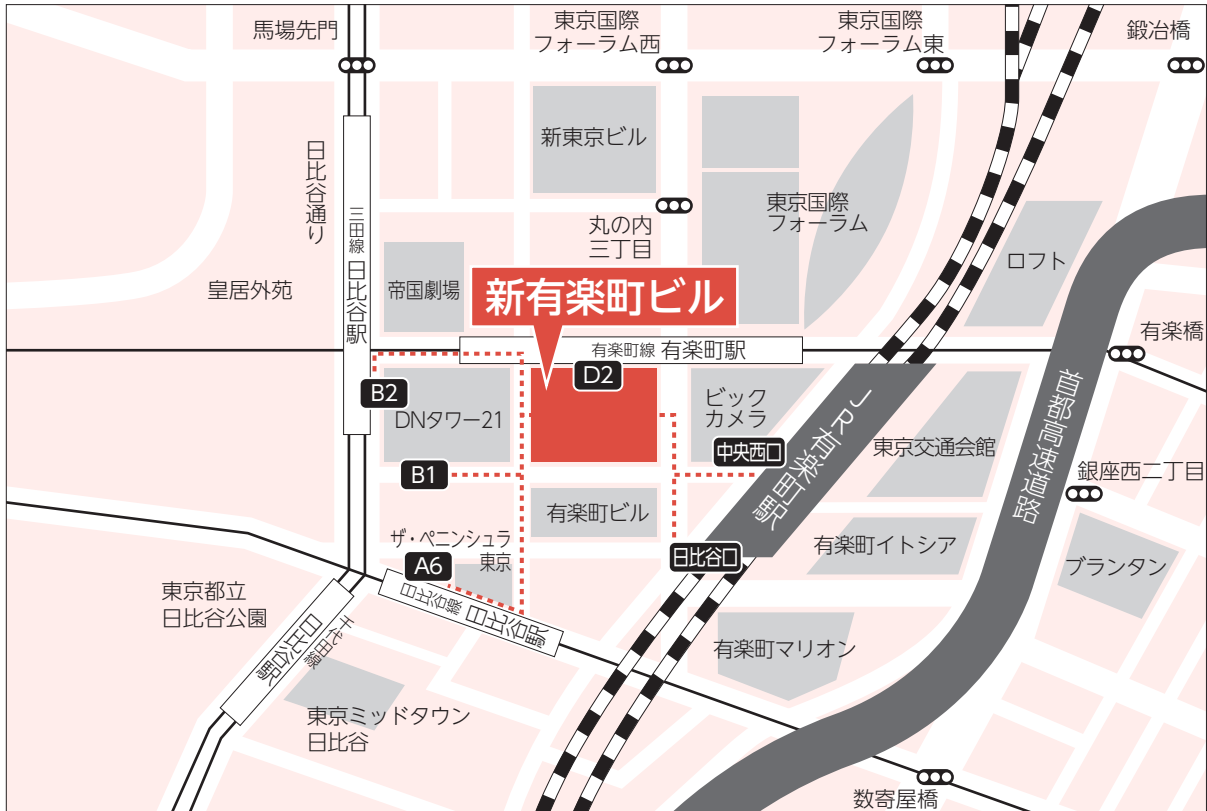 馬場先門
東京国際
フォーラム西
東京国際
フォーラム東
鍛冶橋
新東京ビル
日比谷通り
三田線 日比谷駅
丸の内
三丁目
東京国際
フォーラム
ロフト
皇居外苑
帝国劇場
新有楽町ビル
有楽町線 有楽町駅
有楽橋
D2
B2
DNタワー21
ビック
カメラ
中央西口
JR有楽町駅
東京交通会館
首都高速道路
銀座西二丁目
B1
有楽町ビル
ザ・ペニンシュラ
東京
A6
日比谷口
有楽町イトシア
プランタン
東京都立
日比谷公園
千代田線 日比谷駅
日比谷線 日比谷駅
有楽町マリオン
東京ミッドタウン
日比谷
数寄屋橋